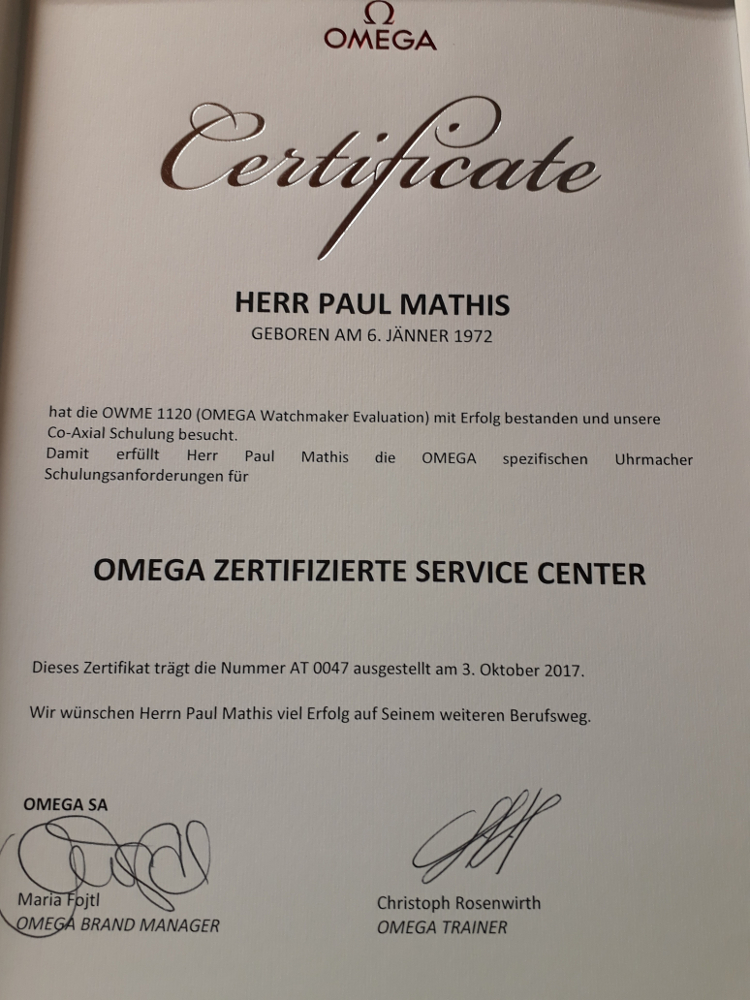 Ω
OMEGA
Certificate
HERR PAUL MATHIS
GEBOREN AM 6. JÄNNER 1972
hat die OWME 1120 (OMEGA Watchmaker Evaluation) mit Erfolg bestanden und unsere
Co-Axial Schulung besucht.
Damit erfüllt Herr Paul Mathis die OMEGA spezifischen Uhrmacher
Schulungsanforderungen für
OMEGA ZERTIFIZIERTE SERVICE CENTER
Dieses Zertifikat trägt die Nummer AT 0047 ausgestellt am 3. Oktober 2017.
Wir wünschen Herrn Paul Mathis viel Erfolg auf Seinem weiteren Berufsweg.
OMEGA SA
Maria Fojtl
OMEGA BRAND MANAGER
Christoph Rosenwirth
OMEGA TRAINER